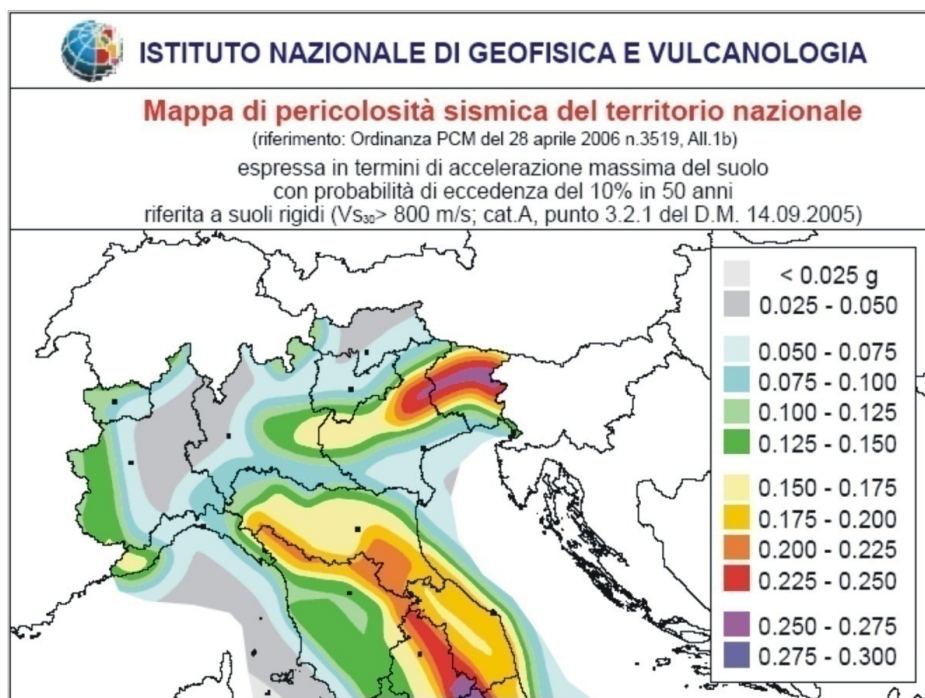 ISTITUTO NAZIONALE DI GEOFISICA E VULCANOLOGIA
Mappa di pericolosità sismica del territorio nazionale
(riferimento: Ordinanza PCM del 28 aprile 2006 n.3519, All.1b)
espressa in termini di accelerazione massima del suolo
con probabilità di eccedenza del 10% in 50 anni
riferita a suoli rigidi (Vs₃₀> 800 m/s; cat.A, punto 3.2.1 del D.M. 14.09.2005)
< 0.025 g
0.025 - 0.050
0.050 - 0.075
0.075 - 0.100
0.100 - 0.125
0.125 - 0.150
0.150 - 0.175
0.175 - 0.200
0.200 - 0.225
0.225 - 0.250
0.250 - 0.275
0.275 - 0.300